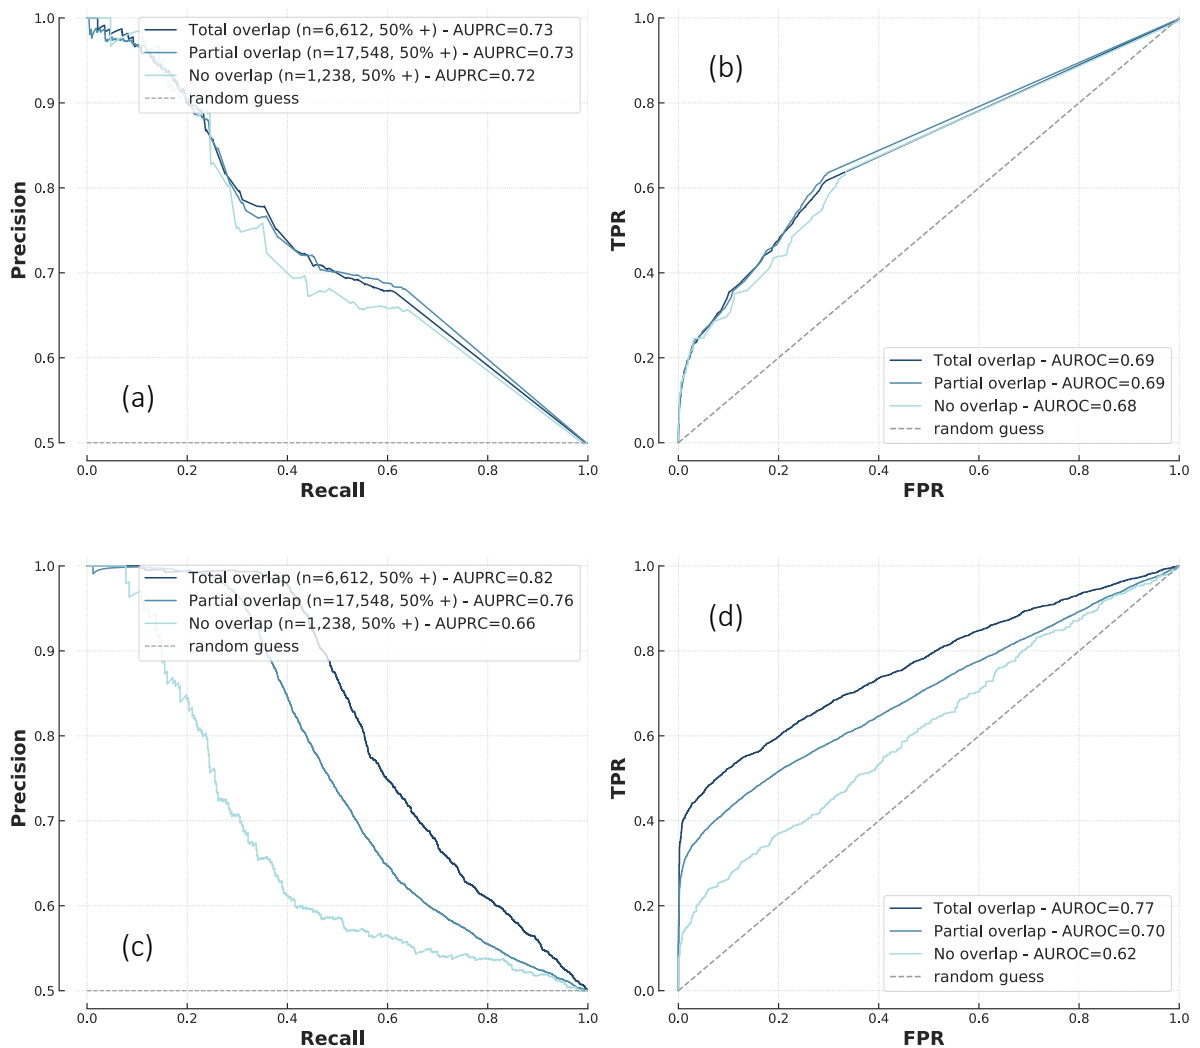 Total overlap (n=6,612, 50% +) - AUPRC=0.73
Partial overlap (n=17,548, 50% +) - AUPRC=0.73
No overlap (n=1,238, 50% +) - AUPRC=0.72
random guess
1.0
0.9
0.8
0.7
0.6
0.5
Precision
(a)
0.0 0.2 0.4 0.6 0.8 1.0
Recall
(b)
1.0
0.8
0.6
0.4
0.2
0.0
TPR
Total overlap - AUROC=0.69
Partial overlap - AUROC=0.69
No overlap - AUROC=0.68
random guess
0.0 0.2 0.4 0.6 0.8 1.0
FPR
Total overlap (n=6,612, 50% +) - AUPRC=0.82
Partial overlap (n=17,548, 50% +) - AUPRC=0.76
No overlap (n=1,238, 50% +) - AUPRC=0.66
random guess
1.0
0.9
0.8
0.7
0.6
0.5
Precision
(c)
0.0 0.2 0.4 0.6 0.8 1.0
Recall
(d)
1.0
0.8
0.6
0.4
0.2
0.0
TPR
Total overlap - AUROC=0.77
Partial overlap - AUROC=0.70
No overlap - AUROC=0.62
random guess
0.0 0.2 0.4 0.6 0.8 1.0
FPR